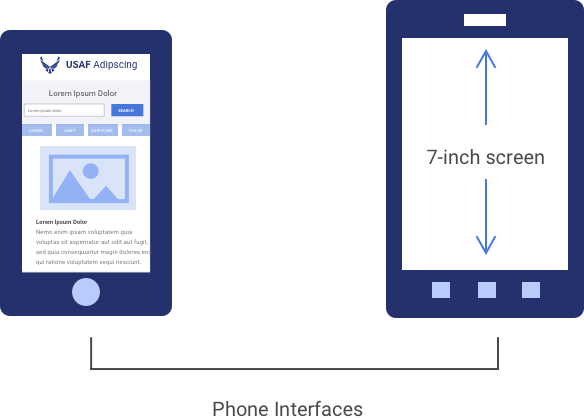 USAF Adipscing
Lorem Ipsum Dolor
Lorem ipsum dolor
SEARCH
LOREM
AMET
ADIPSCING
DOLOR
Lorem Ipsum Dolor
Nemo enim ipsam voluptatem quia
voluptas sit aspernatur aut odit aut fugit,
sed quia consequuntur magni dolores eos
qui ratione voluptatem sequi nesciunt.
7-inch screen
Phone Interfaces